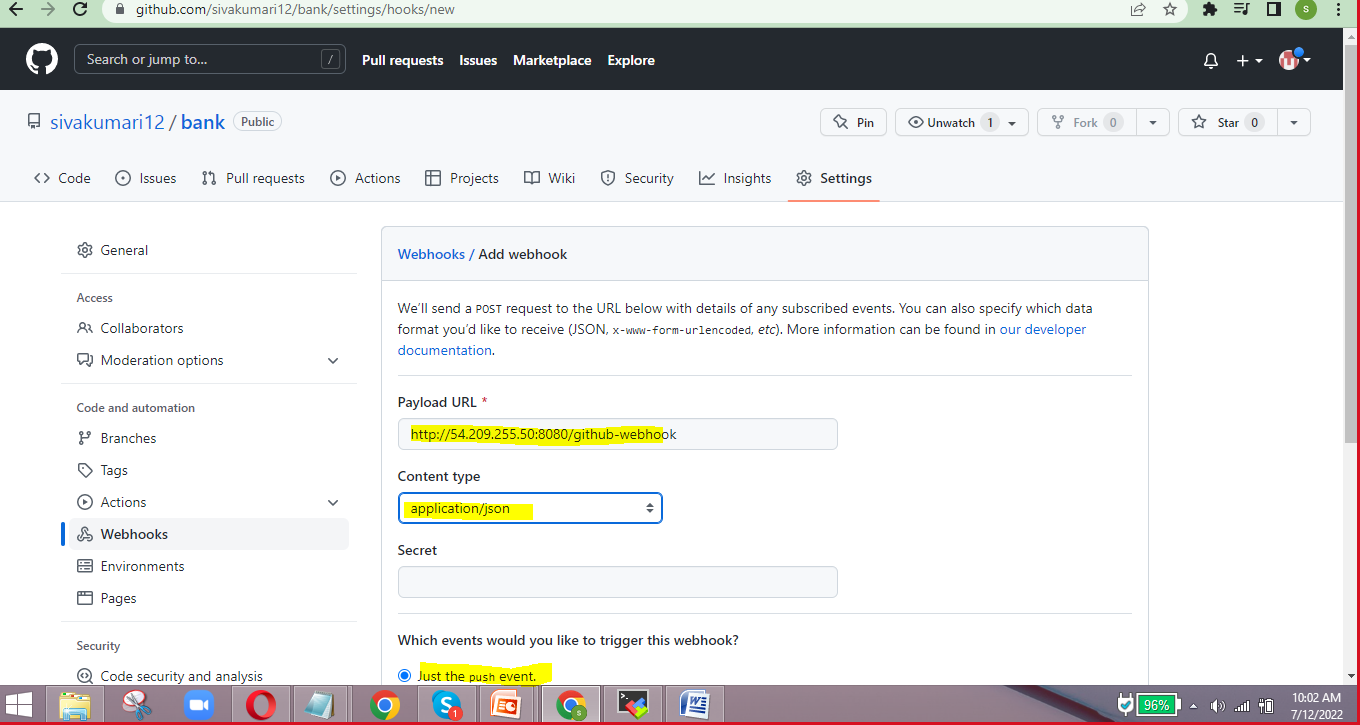 github.com/sivakumari12/bank/settings/hooks/new
S
Search or jump to...
/
Pull requests Issues Marketplace Explore
sivakumari12 / bank Public
Pin
Unwatch 1
Fork 0
Star 0
Code Issues Pull requests Actions Projects Wiki Security Insights Settings
General
Access
Collaborators
Moderation options
Code and automation
Branches
Tags
Actions
Webhooks
Environments
Pages
Security
Code security and analysis
Webhooks / Add webhook
We'll send a POST request to the URL below with details of any subscribed events. You can also specify which data
format you'd like to receive (JSON, x-www-form-urlencoded, etc). More information can be found in our developer
documentation.
Payload URL *
http://54.209.255.50:8080/github-webhook
Content type
application/json
Secret
Which events would you like to trigger this webhook?
Just the push event.
96%
10:02 AM
7/12/2022